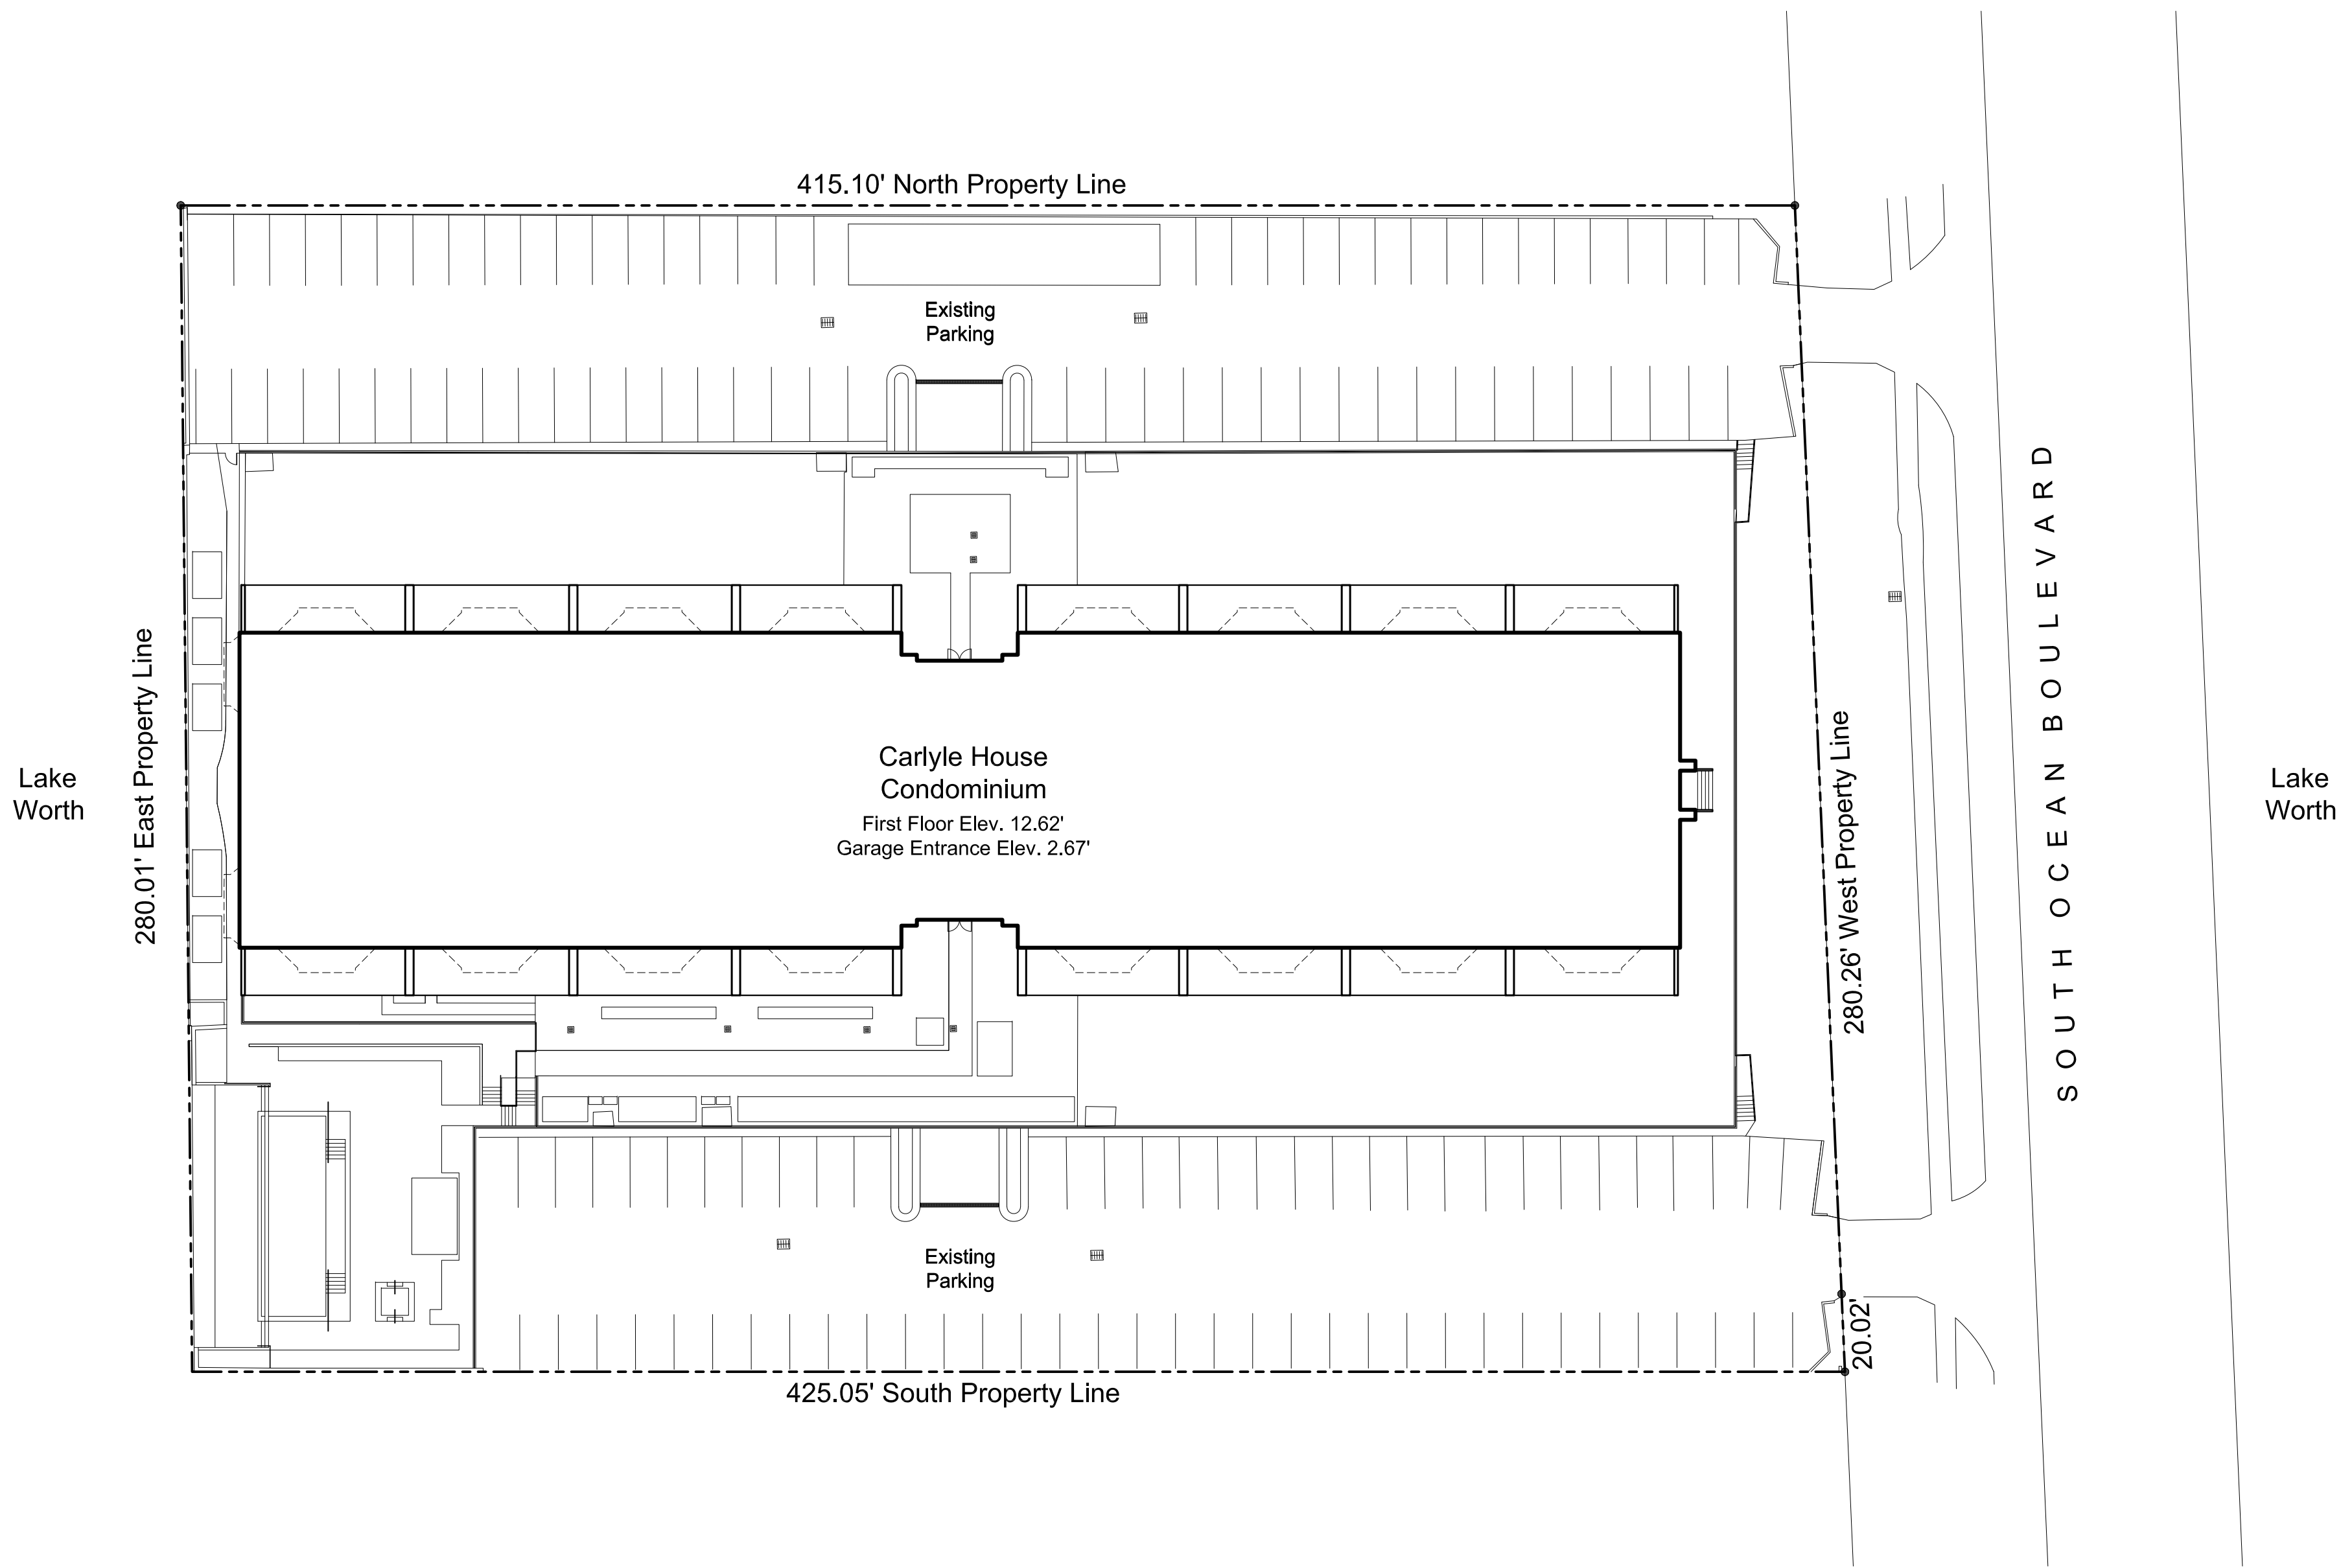 415.10' North Property Line
Existing
Parking
280.01' East Property Line
Lake
Worth
Carlyle House
Condominium
First Floor Elev. 12.62'
Garage Entrance Elev. 2.67'
280.26' West Property Line
SOUTH OCEAN BOULEVARD
Lake
Worth
Existing
Parking
20.02'
425.05' South Property Line